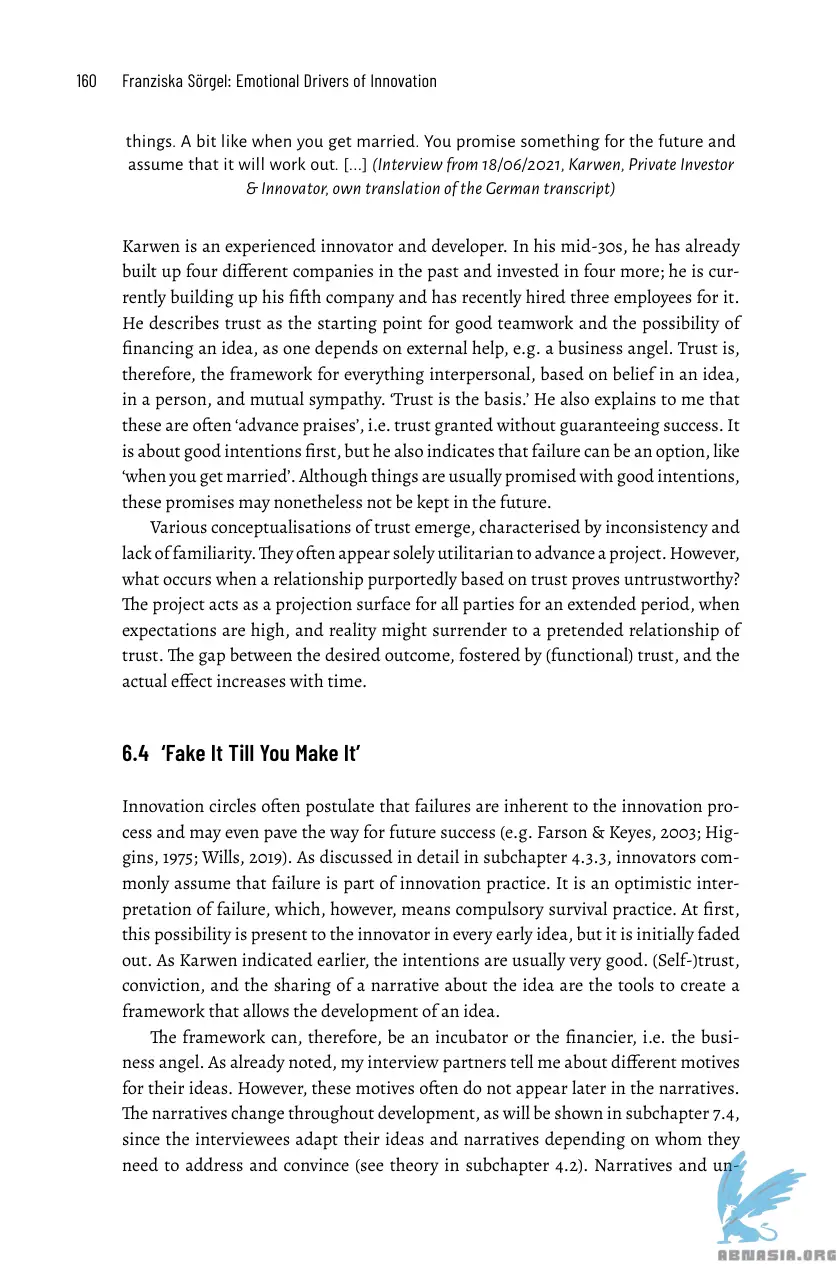 160 Franziska Sörgel: Emotional Drivers of Innovation
things. A bit like when you get married. You promise something for the future and
assume that it will work out. [...] (Interview from 18/06/2021, Karwen, Private Investor
& Innovator, own translation of the German transcript)
Karwen is an experienced innovator and developer. In his mid-30s, he has already
built up four different companies in the past and invested in four more; he is cur-
rently building up his fifth company and has recently hired three employees for it.
He describes trust as the starting point for good teamwork and the possibility of
financing an idea, as one depends on external help, e.g. a business angel. Trust is,
therefore, the framework for everything interpersonal, based on belief in an idea,
in a person, and mutual sympathy. ‘Trust is the basis.’ He also explains to me that
these are often ‘advance praises’, i.e. trust granted without guaranteeing success. It
is about good intentions first, but he also indicates that failure can be an option, like
‘when you get married’. Although things are usually promised with good intentions,
these promises may nonetheless not be kept in the future.
Various conceptualisations of trust emerge, characterised by inconsistency and
lack of familiarity. They often appear solely utilitarian to advance a project. However,
what occurs when a relationship purportedly based on trust proves untrustworthy?
The project acts as a projection surface for all parties for an extended period, when
expectations are high, and reality might surrender to a pretended relationship of
trust. The gap between the desired outcome, fostered by (functional) trust, and the
actual effect increases with time.
6.4 ‘Fake It Till You Make It’
Innovation circles often postulate that failures are inherent to the innovation pro-
cess and may even pave the way for future success (e.g. Farson & Keyes, 2003; Hig-
gins, 1975; Wills, 2019). As discussed in detail in subchapter 4.3.3, innovators com-
monly assume that failure is part of innovation practice. It is an optimistic inter-
pretation of failure, which, however, means compulsory survival practice. At first,
this possibility is present to the innovator in every early idea, but it is initially faded
out. As Karwen indicated earlier, the intentions are usually very good. (Self-)trust,
conviction, and the sharing of a narrative about the idea are the tools to create a
framework that allows the development of an idea.
The framework can, therefore, be an incubator or the financier, i.e. the busi-
ness angel. As already noted, my interview partners tell me about different motives
for their ideas. However, these motives often do not appear later in the narratives.
The narratives change throughout development, as will be shown in subchapter 7.4,
since the interviewees adapt their ideas and narratives depending on whom they
need to address and convince (see theory in subchapter 4.2). Narratives and un-
ABNASIA.ORG